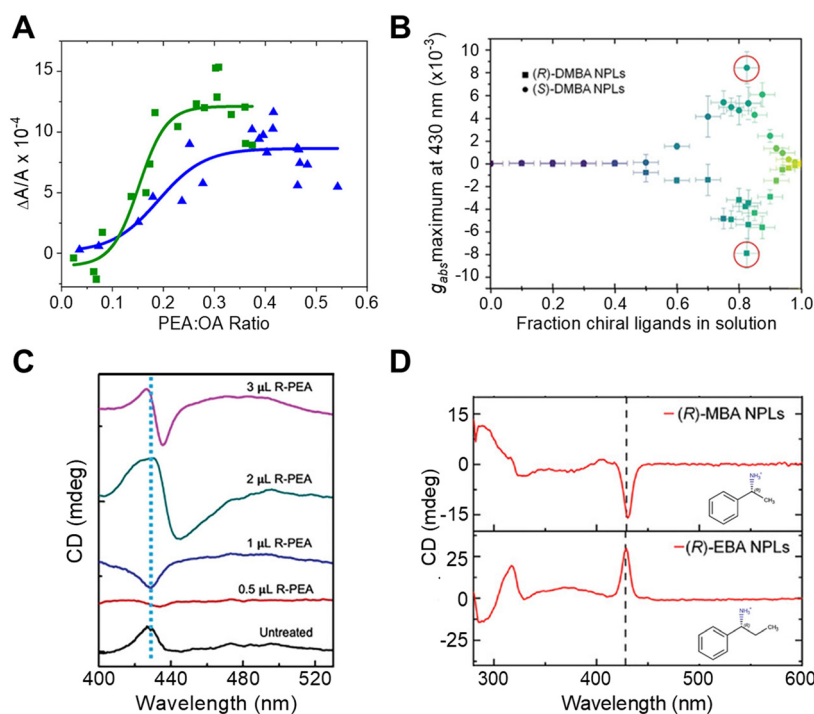 A
15
10
5
0
ΔA/A x 10⁻⁴
0.0 0.1 0.2 0.3 0.4 0.5 0.6
PEA:OA Ratio
B
10
8
6
4
2
0
-2
-4
-6
-8
-10
g_abs maximum at 430 nm (x10⁻³)
(R)-DMBA NPLs
(S)-DMBA NPLs
0.0 0.2 0.4 0.6 0.8 1.0
Fraction chiral ligands in solution
C
CD (mdeg)
3 μL R-PEA
2 μL R-PEA
1 μL R-PEA
0.5 μL R-PEA
Untreated
400 440 480 520
Wavelength (nm)
D
CD (mdeg)
15
0
-15
(R)-MBA NPLs
NH₃⁺
(R)
CH₃
25
0
-25
(R)-EBA NPLs
NH₃⁺
(R)
CH₃
300 400 500 600
Wavelength (nm)